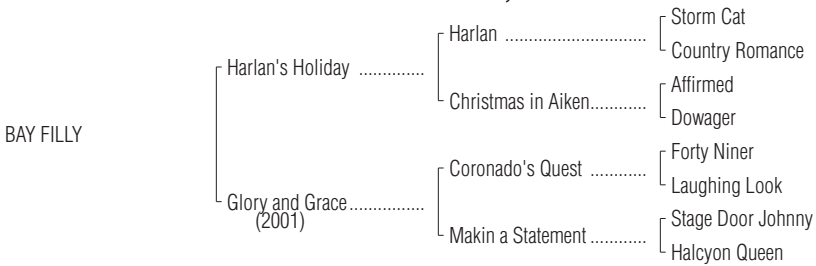 Storm Cat
Harlan ..............................
Country Romance
Harlan's Holiday ..............
Affirmed
Christmas in Aiken............
Dowager
BAY FILLY
Forty Niner
Coronado's Quest ............
Laughing Look
Glory and Grace................
(2001)
Stage Door Johnny
Makin a Statement ............
Halcyon Queen